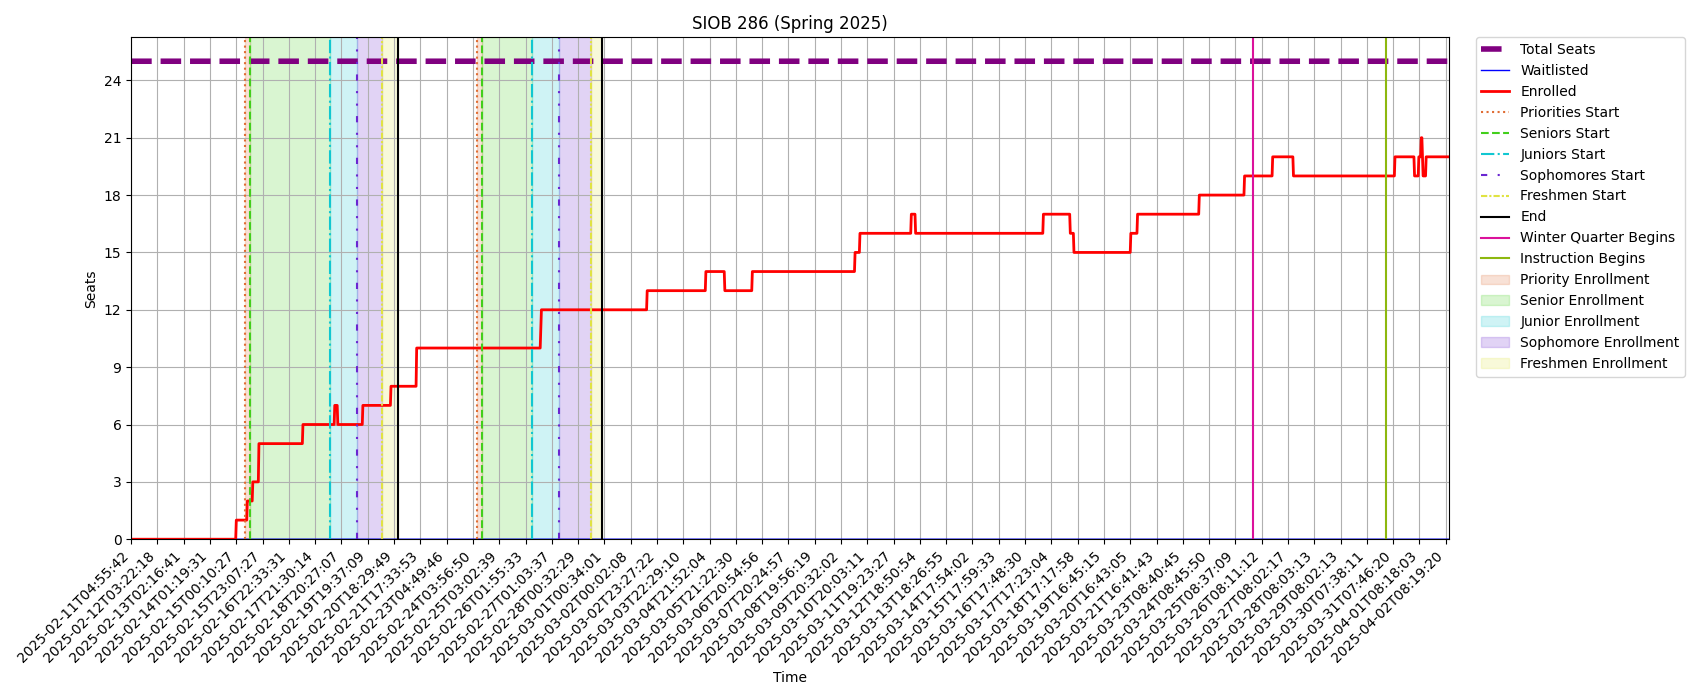 SIOB 286 (Spring 2025)
Total Seats
Waitlisted
Enrolled
Priorities Start
Seniors Start
Juniors Start
Sophomores Start
Freshmen Start
End
Winter Quarter Begins
Instruction Begins
Priority Enrollment
Senior Enrollment
Junior Enrollment
Sophomore Enrollment
Freshmen Enrollment
Seats
24
21
18
15
12
9
6
3
0
2025-02-11T04:55:42
2025-02-12T03:22:18
2025-02-13T02:16:41
2025-02-14T01:19:31
2025-02-15T00:10:27
2025-02-15T23:07:27
2025-02-16T22:33:31
2025-02-17T21:30:14
2025-02-18T20:27:07
2025-02-19T19:37:09
2025-02-20T18:29:49
2025-02-21T17:33:53
2025-02-23T04:49:46
2025-02-24T03:56:50
2025-02-25T03:02:39
2025-02-26T01:55:33
2025-02-27T01:03:37
2025-02-28T00:32:29
2025-03-01T00:34:01
2025-03-02T00:02:08
2025-03-02T23:27:22
2025-03-03T22:29:10
2025-03-04T21:52:04
2025-03-05T21:22:30
2025-03-06T20:54:56
2025-03-07T20:24:57
2025-03-08T19:56:19
2025-03-09T20:32:02
2025-03-10T20:03:11
2025-03-11T19:23:27
2025-03-12T18:50:54
2025-03-13T18:26:55
2025-03-14T17:54:02
2025-03-15T17:59:33
2025-03-16T17:48:30
2025-03-17T17:23:04
2025-03-18T17:17:58
2025-03-19T16:45:15
2025-03-20T16:43:05
2025-03-21T16:41:43
2025-03-23T08:40:45
2025-03-24T08:45:50
2025-03-25T08:37:09
2025-03-26T08:11:12
2025-03-27T08:02:17
2025-03-28T08:03:13
2025-03-29T08:02:13
2025-03-30T07:38:11
2025-03-31T07:46:20
2025-04-01T08:18:03
2025-04-02T08:19:20
Time